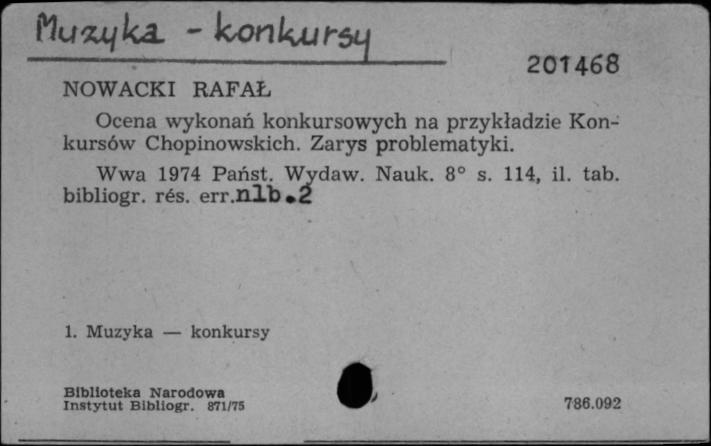 Muzyka - konkursy
201468
NOWACKI RAFAŁ
Ocena wykonań konkursowych na przykładzie Kon-
kursów Chopinowskich. Zarys problematyki.
Wwa 1974 Państ. Wydaw. Nauk. 8° s. 114, il. tab.
bibliogr. rés. err.nlb.2
1. Muzyka — konkursy
Biblioteka Narodowa
Instytut Bibliogr. 871/75
786.092